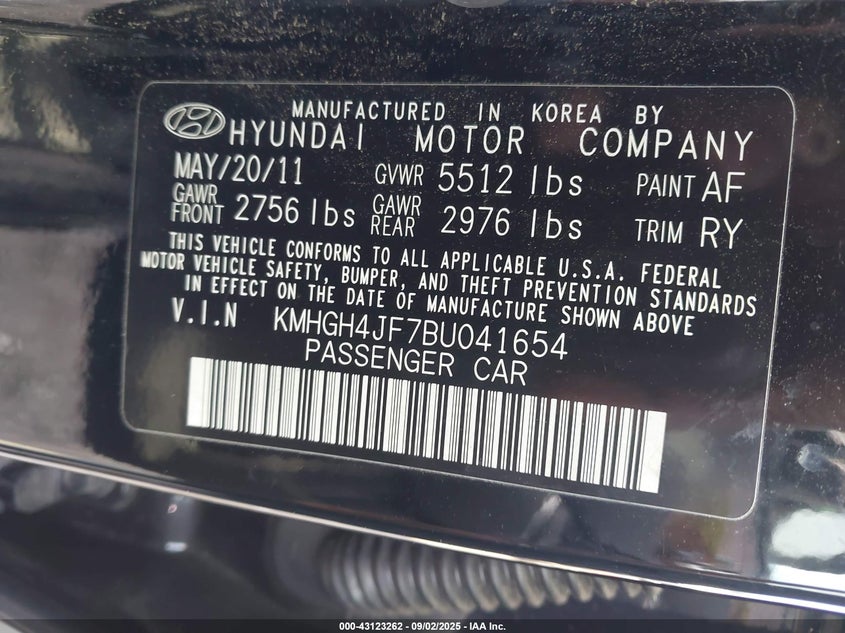 MANUFACTURED IN KOREA BY
HYUNDAI MOTOR COMPANY
MAY/20/11 GVWR 5512 lbs PAINT AF
GAWR FRONT 2756 lbs GAWR REAR 2976 lbs TRIM RY
THIS VEHICLE CONFORMS TO ALL APPLICABLE U.S.A. FEDERAL
MOTOR VEHICLE SAFETY, BUMPER, AND THEFT PREVENTION STANDARDS
IN EFFECT ON THE DATE OF MANUFACTURE SHOWN ABOVE
V.I.N KMHGH4JF7BU041654
PASSENGER CAR
000-43123262 - 09/02/2025 - IAA Inc.